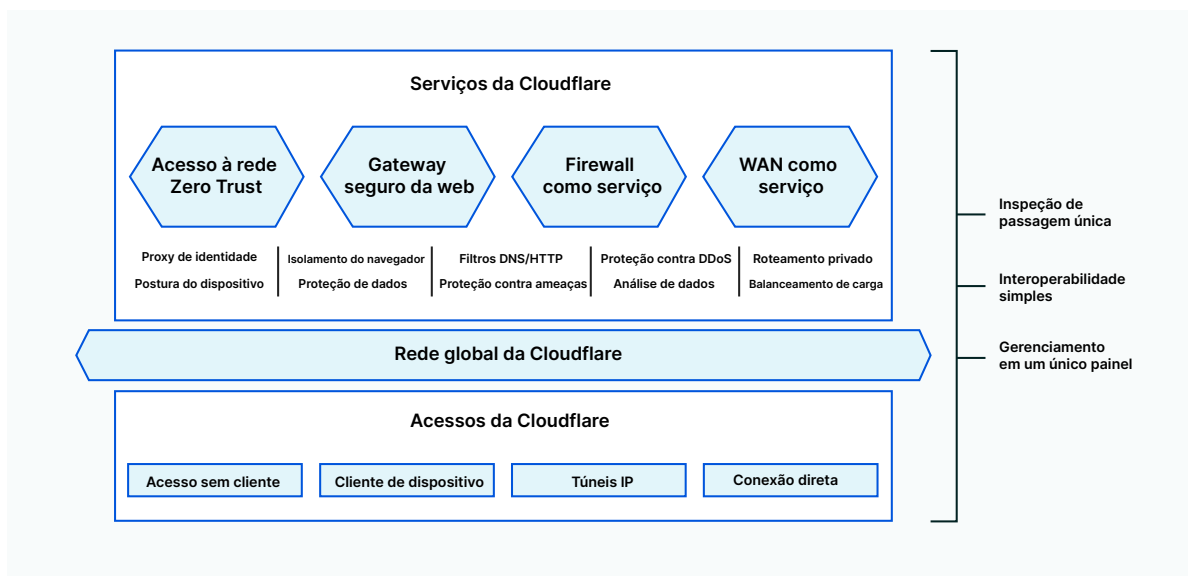 Serviços da Cloudflare
Acesso à rede
Zero Trust
Gateway
seguro da web
Firewall
como serviço
WAN como
serviço
Proxy de identidade
Postura do dispositivo
Isolamento do navegador
Proteção de dados
Filtros DNS/HTTP
Proteção contra ameaças
Proteção contra DDoS
Análise de dados
Roteamento privado
Balanceamento de carga
Rede global da Cloudflare
Acessos da Cloudflare
Acesso sem cliente
Cliente de dispositivo
Túneis IP
Conexão direta
Inspeção de
passagem única
Interoperabilidade
simples
Gerenciamento
em um único painel